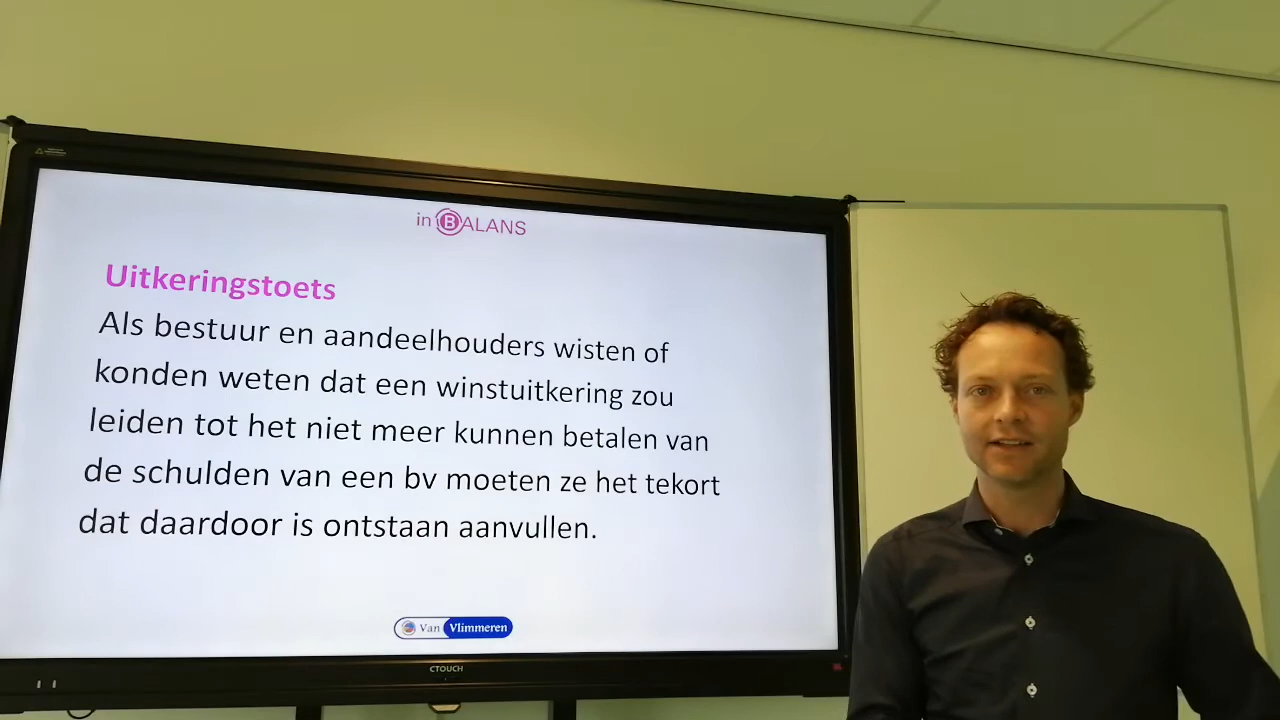 in BALANS
Uitkeringstoets
Als bestuur en aandeelhouders wisten of
konden weten dat een winstuitkering zou
leiden tot het niet meer kunnen betalen van
de schulden van een bv moeten ze het tekort
dat daardoor is ontstaan aanvullen.
Van Vlimmeren
CTOUCH